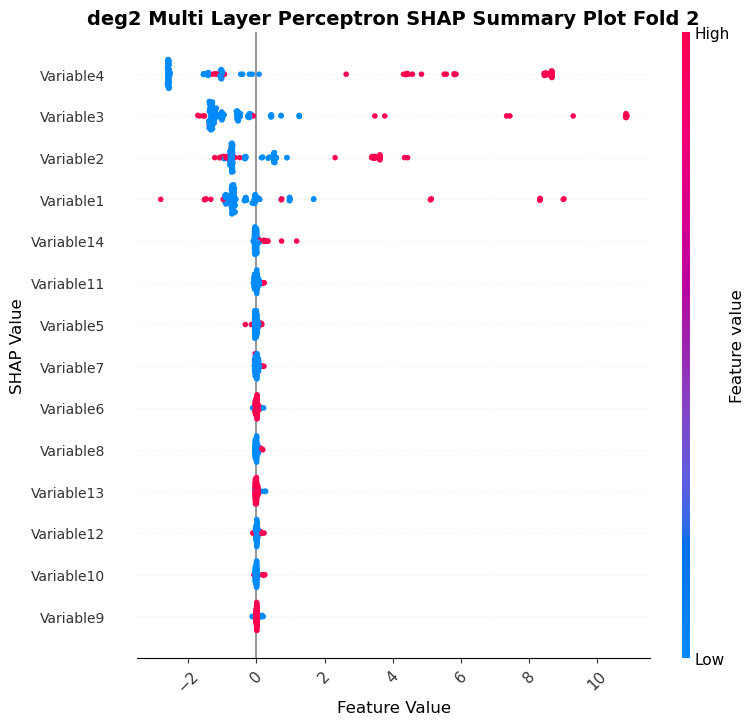 deg2 Multi Layer Perceptron SHAP Summary Plot Fold 2
High
Variable4
Variable3
Variable2
Variable1
Variable14
Variable11
Variable5
Variable7
Variable6
Variable8
Variable13
Variable12
Variable10
Variable9
SHAP Value
Feature value
Low
−2
0
2
4
6
8
10
Feature Value